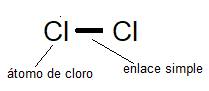 Cl Cl
átomo de cloro
enlace simple